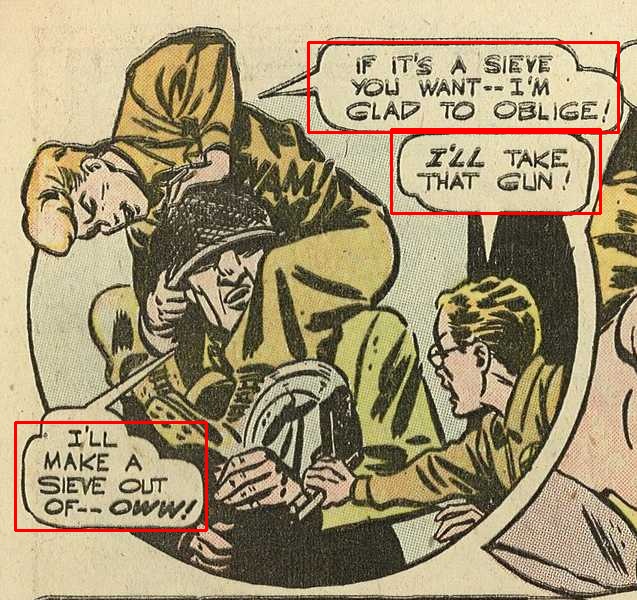 IF IT'S A SIEVE
YOU WANT--I'M
GLAD TO OBLIGE!
I'LL TAKE
THAT GUN!
I'LL
MAKE A
SIEVE OUT
OF--OWW!